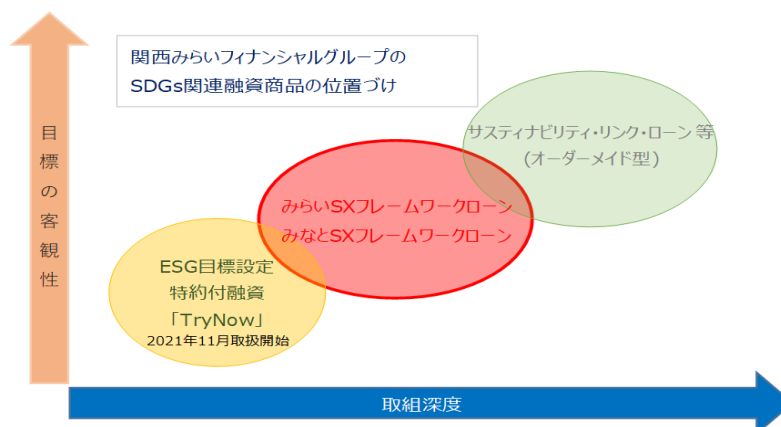 関西みらいフィナンシャルグループの
SDGs関連融資商品の位置づけ
目標の客観性
サスティナビリティ・リンク・ローン等
(オーダーメイド型)
みらいSXフレームワークローン
みなとSXフレームワークローン
ESG目標設定
特約付融資
「TryNow」
2021年11月取扱開始
取組深度